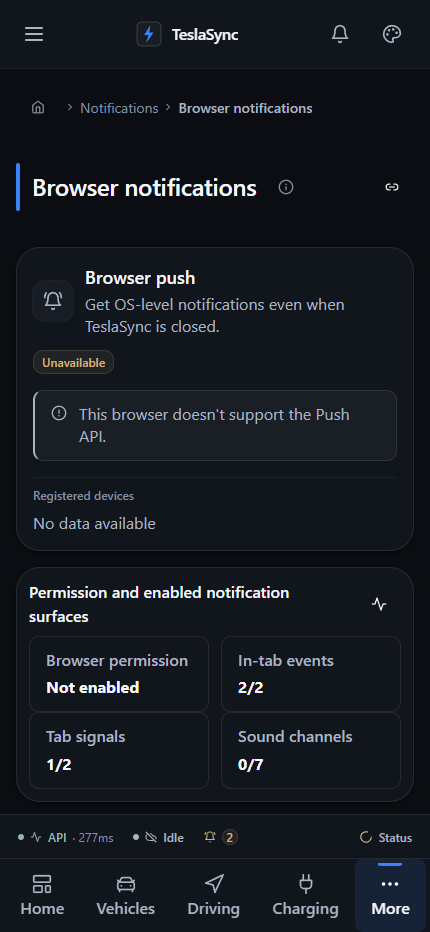 TeslaSync
Notifications
Browser notifications
Browser notifications
Browser push
Get OS-level notifications even when
TeslaSync is closed.
Unavailable
This browser doesn't support the Push
API.
Registered devices
No data available
Permission and enabled notification
surfaces
Browser permission
Not enabled
In-tab events
2/2
Tab signals
1/2
Sound channels
0/7
API · 277ms
Idle
2
Status
Home
Vehicles
Driving
Charging
More